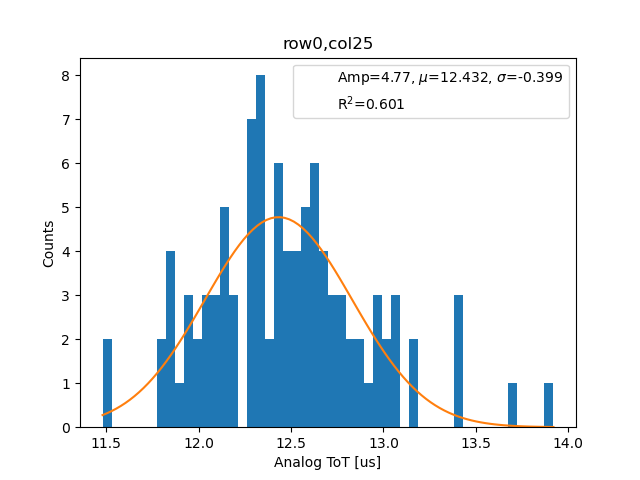 row0,col25
Amp=4.77, μ=12.432, σ=-0.399
R²=0.601
8
7
6
5
4
3
2
1
0
Counts
11.5 12.0 12.5 13.0 13.5 14.0
Analog ToT [us]